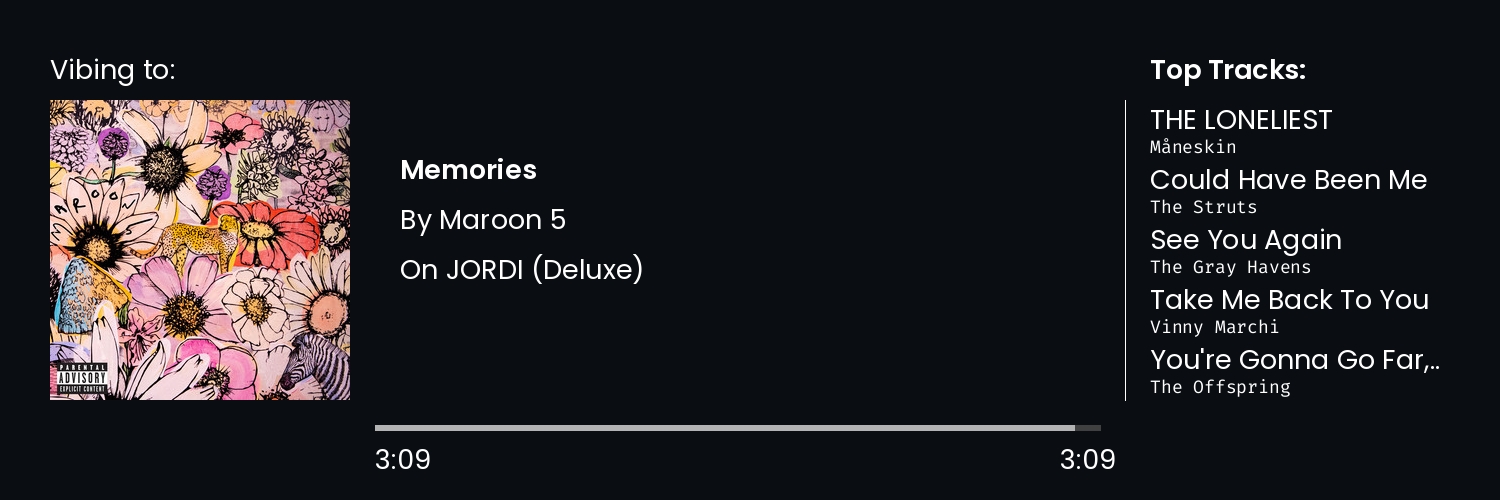 Vibing to:
MAROON 5
PARENTAL
ADVISORY
EXPLICIT CONTENT
Memories
By Maroon 5
On JORDI (Deluxe)
3:09
3:09
Top Tracks:
THE LONELIEST
Måneskin
Could Have Been Me
The Struts
See You Again
The Gray Havens
Take Me Back To You
Vinny Marchi
You're Gonna Go Far,..
The Offspring